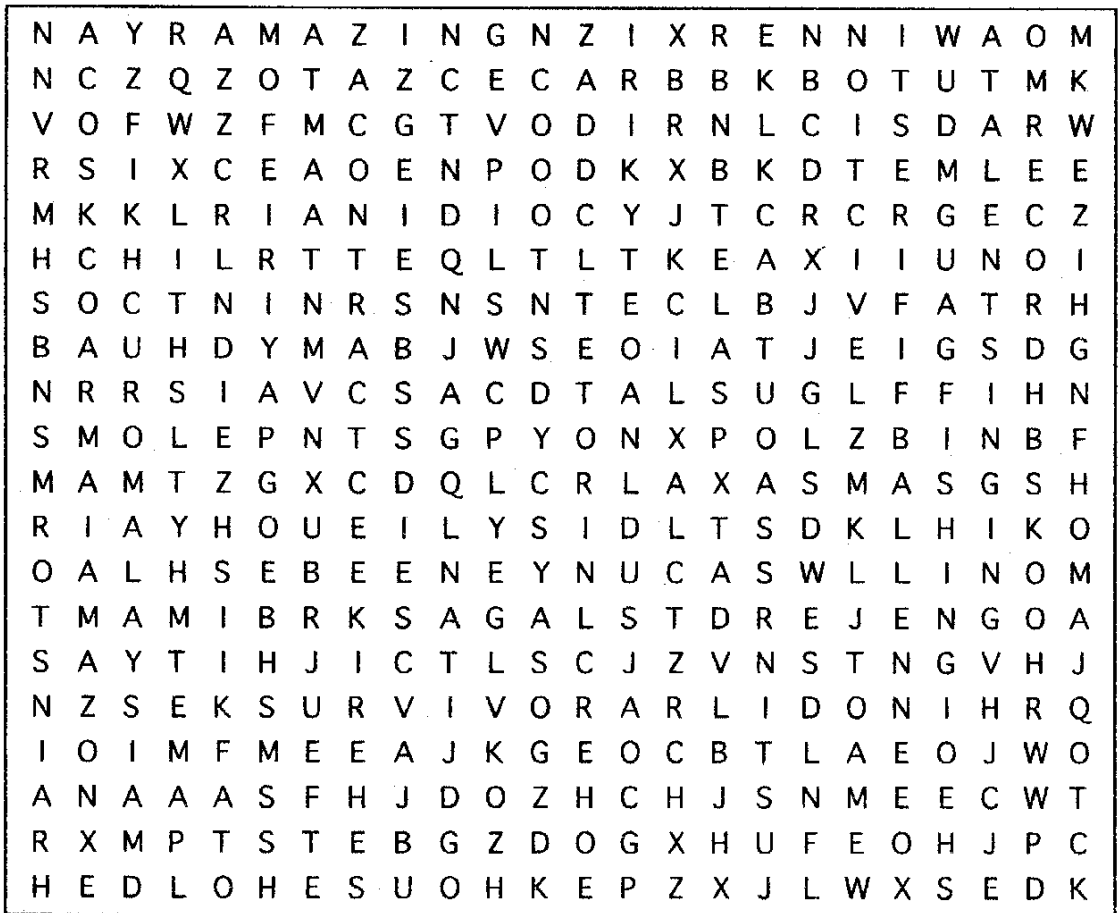 N A Y R A M A Z I N G N Z I X R E N N I W A O M
N C Z Q Z O T A Z C E C A R B B K B O T U T M K
V O F W Z F M C G T V O D I R N L C I S D A R W
R S I X C E A O E N P O D K X B K D T E M L E E
M K K L R I A N I D I O C Y J T C R C R G E C Z
H C H I L R T T E Q L T L T K E A X I I U N O I
S O C T N I N R S N S N T E C L B J V F A T R H
B A U H D Y M A B J W S E O I A T J E I G S D G
N R R S I A V C S A C D T A L S U G L F F I H N
S M O L E P N T S G P Y O N X P O L Z B I N B F
M A M T Z G X C D Q L C R L A X A S M A S G S H
R I A Y H O U E I L Y S I D L T S D K L H I K O
O A L H S E B E E N E Y N U C A S W L L I N O M
T M A M I B R K S A G A L S T D R E J E N G O A
S A Y T I H J I C T L S C J Z V N S T N G V H J
N Z S E K S U R V I V O R A R L I D O N I H R Q
I O I M F M E E A J K G E O C B T L A E O J W O
A N A A A S F H J D O Z H C H J S N M E E C W T
R X M P T S T E B G Z D O G X H U F E O H J P C
H E D L O H E S U O H K E P Z X J L W X S E D K